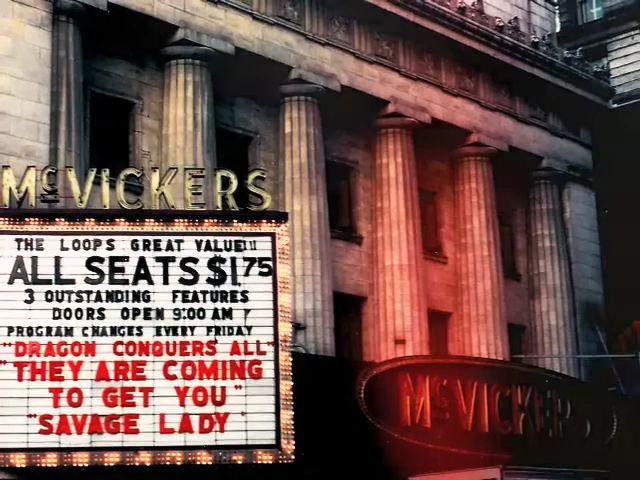 McVICKERS
THE LOOPS GREAT VALUE!!!
ALL SEATS $1.75
3 OUTSTANDING FEATURES
DOORS OPEN 9:00 AM
PROGRAM CHANGES EVERY FRIDAY
"DRAGON CONQUERS ALL"
"THEY ARE COMING
TO GET YOU"
"SAVAGE LADY"
McVICKERS